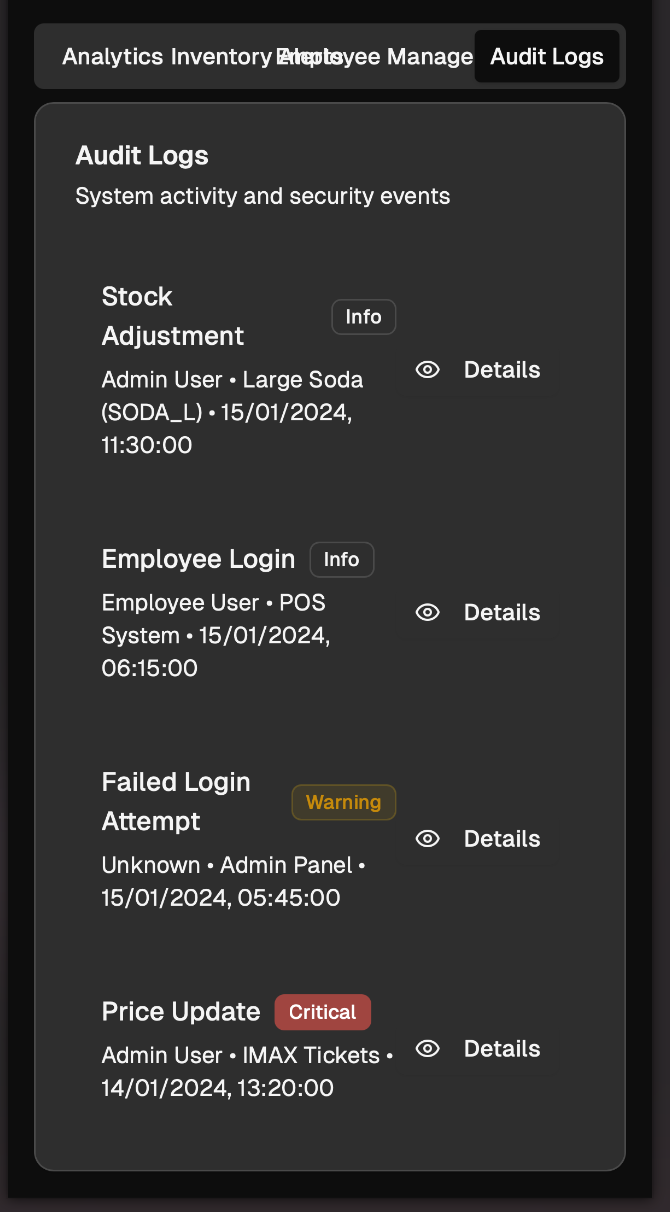 Analytics Inventory Alerts Employee Manage Audit Logs
Audit Logs
System activity and security events
Stock
Adjustment
Info
Admin User • Large Soda
(SODA_L) • 15/01/2024,
11:30:00
Details
Employee Login Info
Employee User • POS
System • 15/01/2024,
06:15:00
Details
Failed Login
Attempt
Warning
Unknown • Admin Panel •
15/01/2024, 05:45:00
Details
Price Update Critical
Admin User • IMAX Tickets •
14/01/2024, 13:20:00
Details